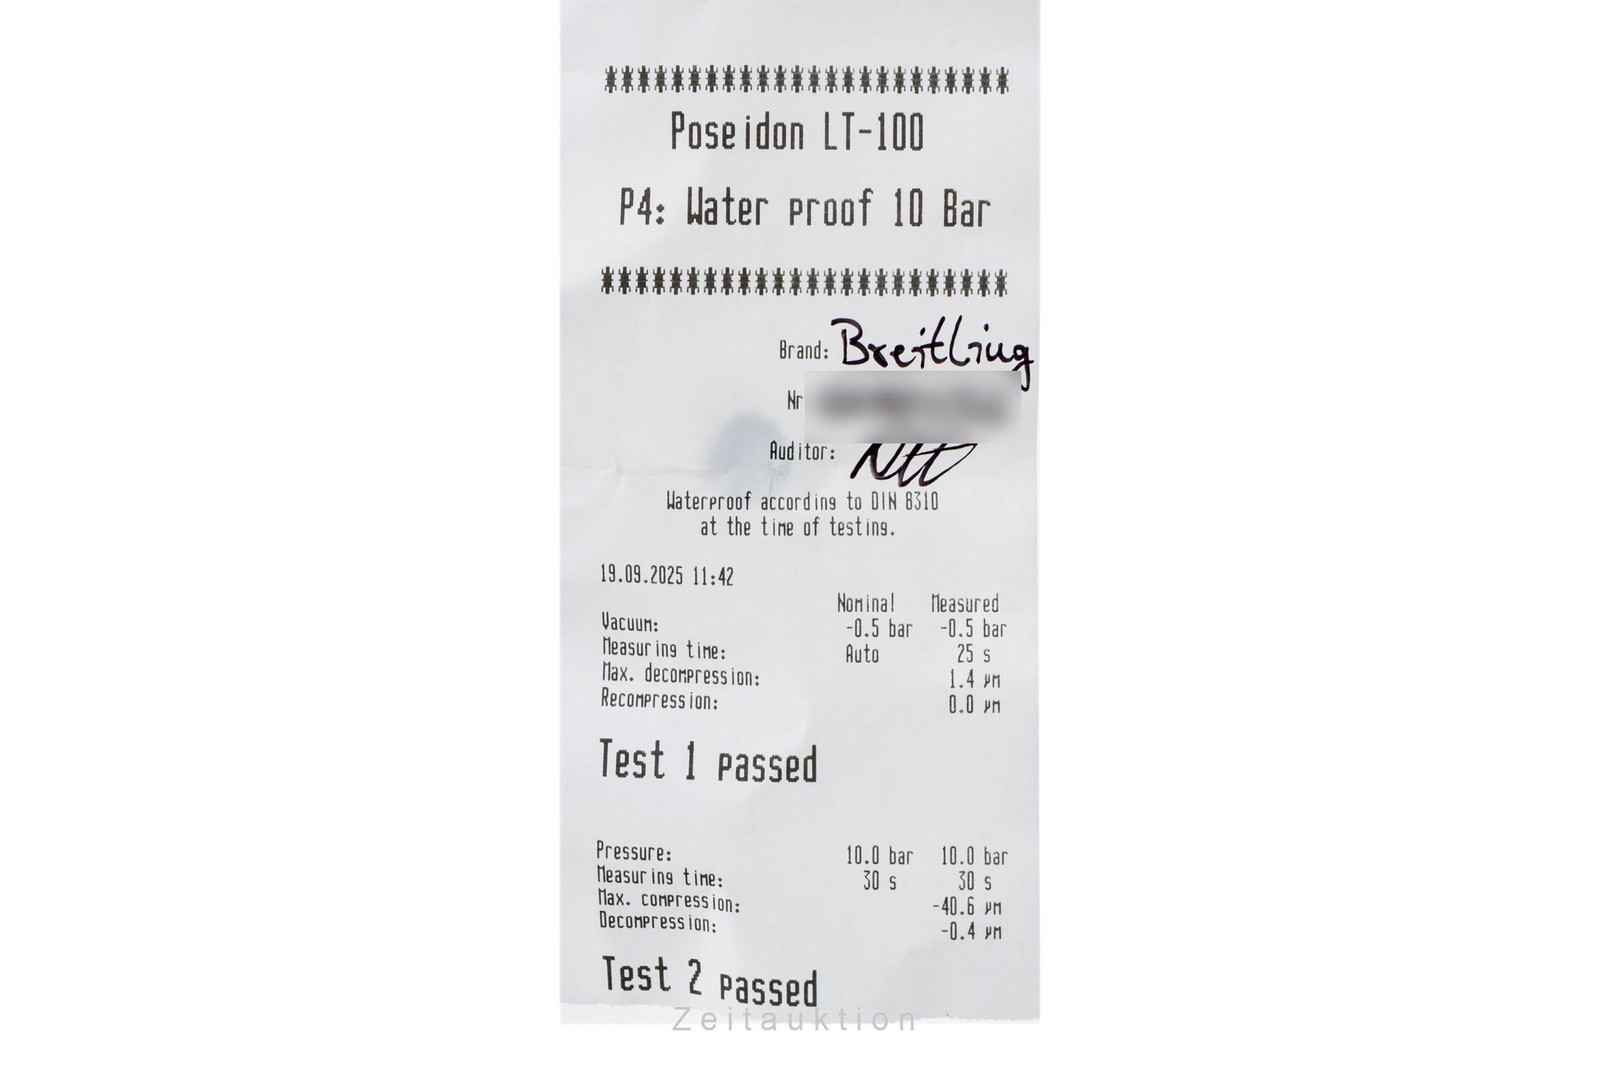 Poseidon LT-100
P4: Water proof 10 Bar
Brand: Breitling
Nr
Auditor:
Waterproof according to DIN 8310
at the time of testing.
19.09.2025 11:42
Nominal Measured
Vacuum: -0.5 bar -0.5 bar
Measuring time: Auto 25 s
Max. decompression: 1.4 µm
Recompression: 0.0 µm
Test 1 passed
Pressure: 10.0 bar 10.0 bar
Measuring time: 30 s 30 s
Max. compression: -40.6 µm
Decompression: -0.4 µm
Test 2 passed
Zeitauktion